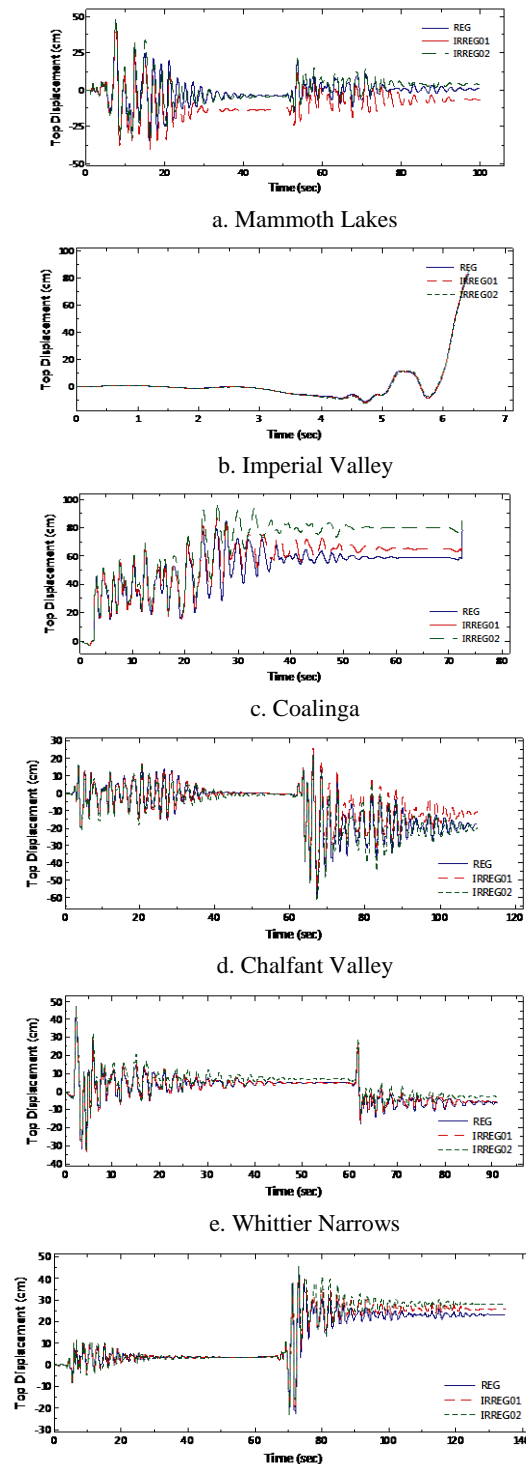 50
25
0
-25
-50
Top Displacement (cm)
REG
IRREG01
IRREG02
0 20 40 60 80 100
Time (sec)
a. Mammoth Lakes
100
80
60
40
20
0
Top Displacement (cm)
REG
IRREG01
IRREG02
0 1 2 3 4 5 6 7
Time (sec)
b. Imperial Valley
100
80
60
40
20
0
Top Displacement (cm)
REG
IRREG01
IRREG02
0 10 20 30 40 50 60 70 80
Time (sec)
c. Coalinga
30
20
10
0
-10
-20
-30
-40
-50
-60
Top Displacement (cm)
REG
IRREG01
IRREG02
0 20 40 60 80 100 120
Time (sec)
d. Chalfant Valley
50
40
30
20
10
0
-10
-20
-30
-40
Top Displacement (cm)
REG
IRREG01
IRREG02
0 10 20 30 40 50 60 70 80 90
Time (sec)
e. Whittier Narrows
50
40
30
20
10
0
-10
-20
-30
Top Displacement (cm)
REG
IRREG01
IRREG02
0 20 40 60 80 100 120 140
Time (sec)